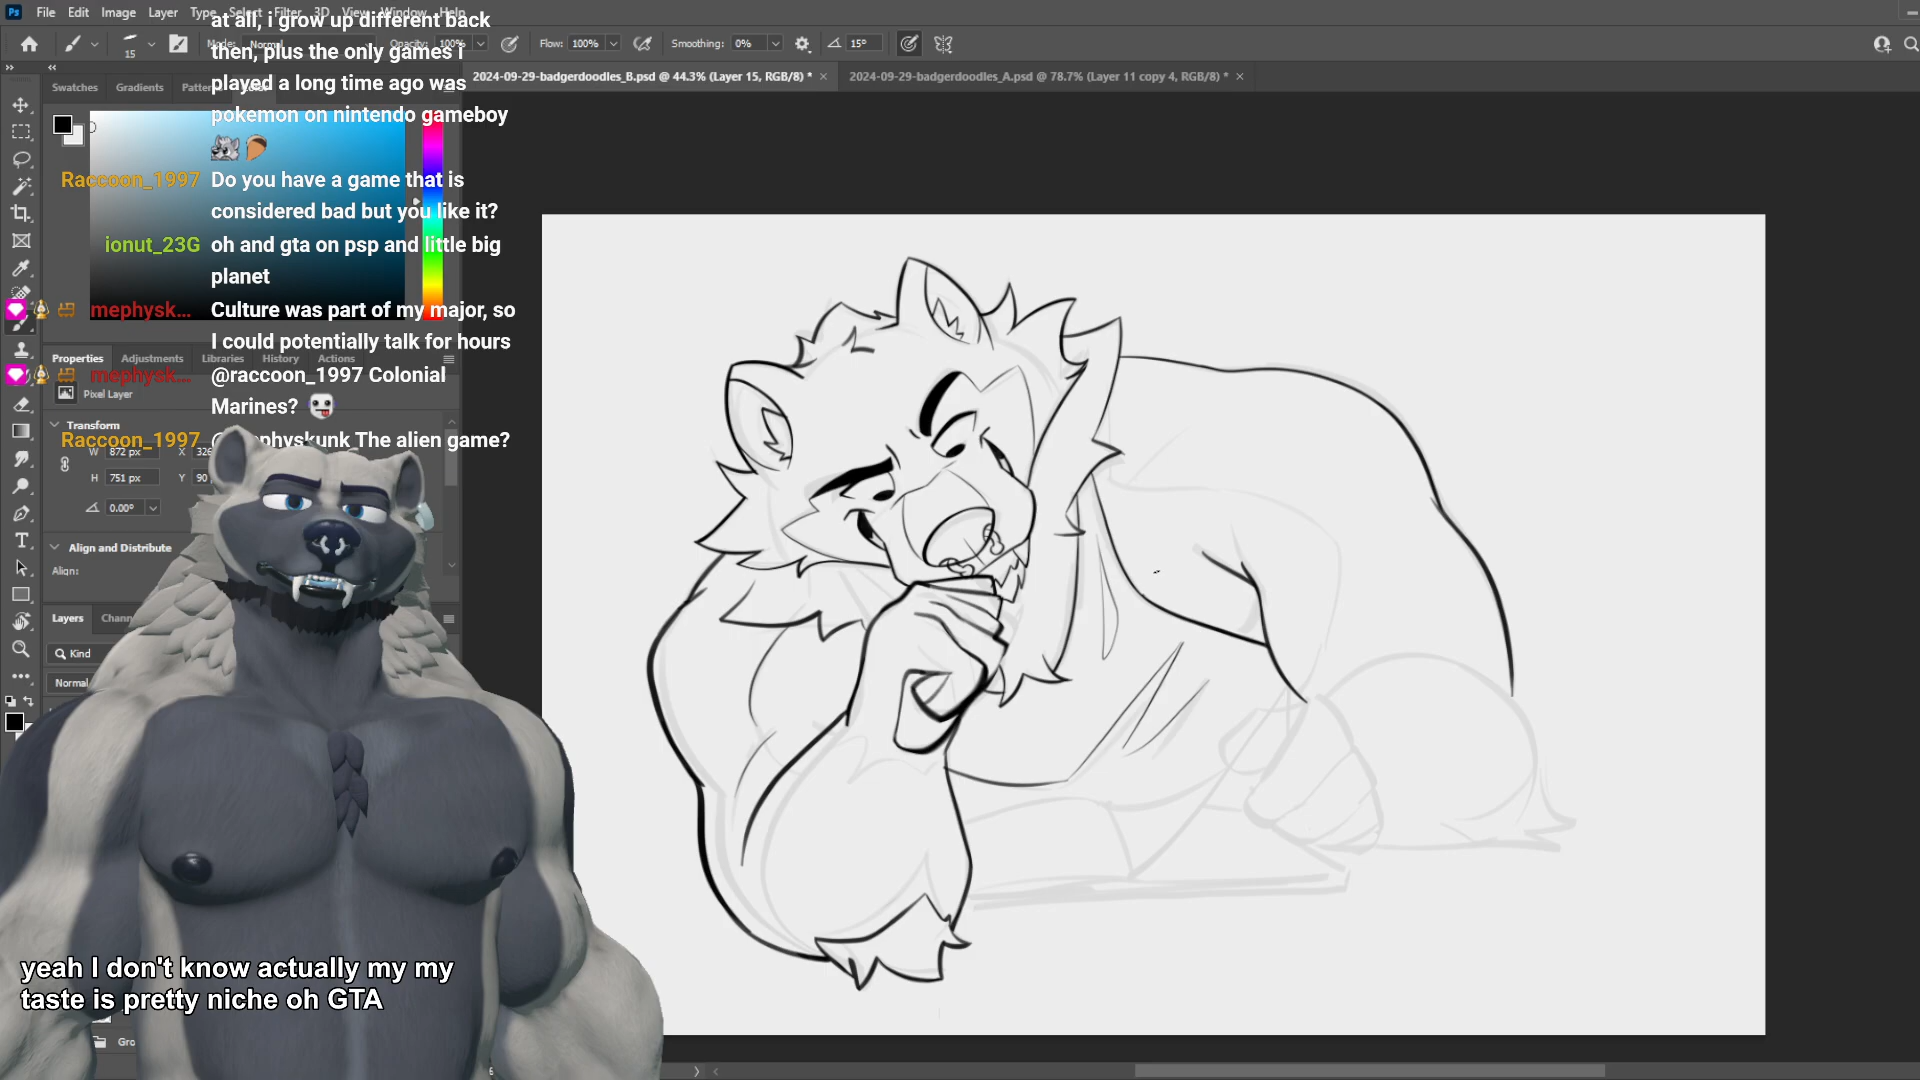 File Edit Image Layer Type Select Filter 3D View Window Help
at all, i grow up different back
then, plus the only games i
played a long time ago was
pokemon on nintendo gameboy
15
Mode: Normal
Opacity: 100%
Flow: 100%
Smoothing: 0%
15°
2024-09-29-badgerdoodles_B.psd @ 44.3% (Layer 15, RGB/8) *
2024-09-29-badgerdoodles_A.psd @ 78.7% (Layer 11 copy 4, RGB/8) *
Swatches Gradients
Raccoon_1997 Do you have a game that is
considered bad but you like it?
ionut_23G oh and gta on psp and little big
planet
mephysk... Culture was part of my major, so
I could potentially talk for hours
Properties Adjustments Libraries History Actions
mephysk... @raccoon_1997 Colonial
Marines?
Pixel Layer
Transform
Raccoon_1997 The alien game?
W 872 px X
H 751 px Y
0.00°
Align and Distribute
Align:
Layers
Kind
Normal
yeah I don't know actually my my
taste is pretty niche oh GTA